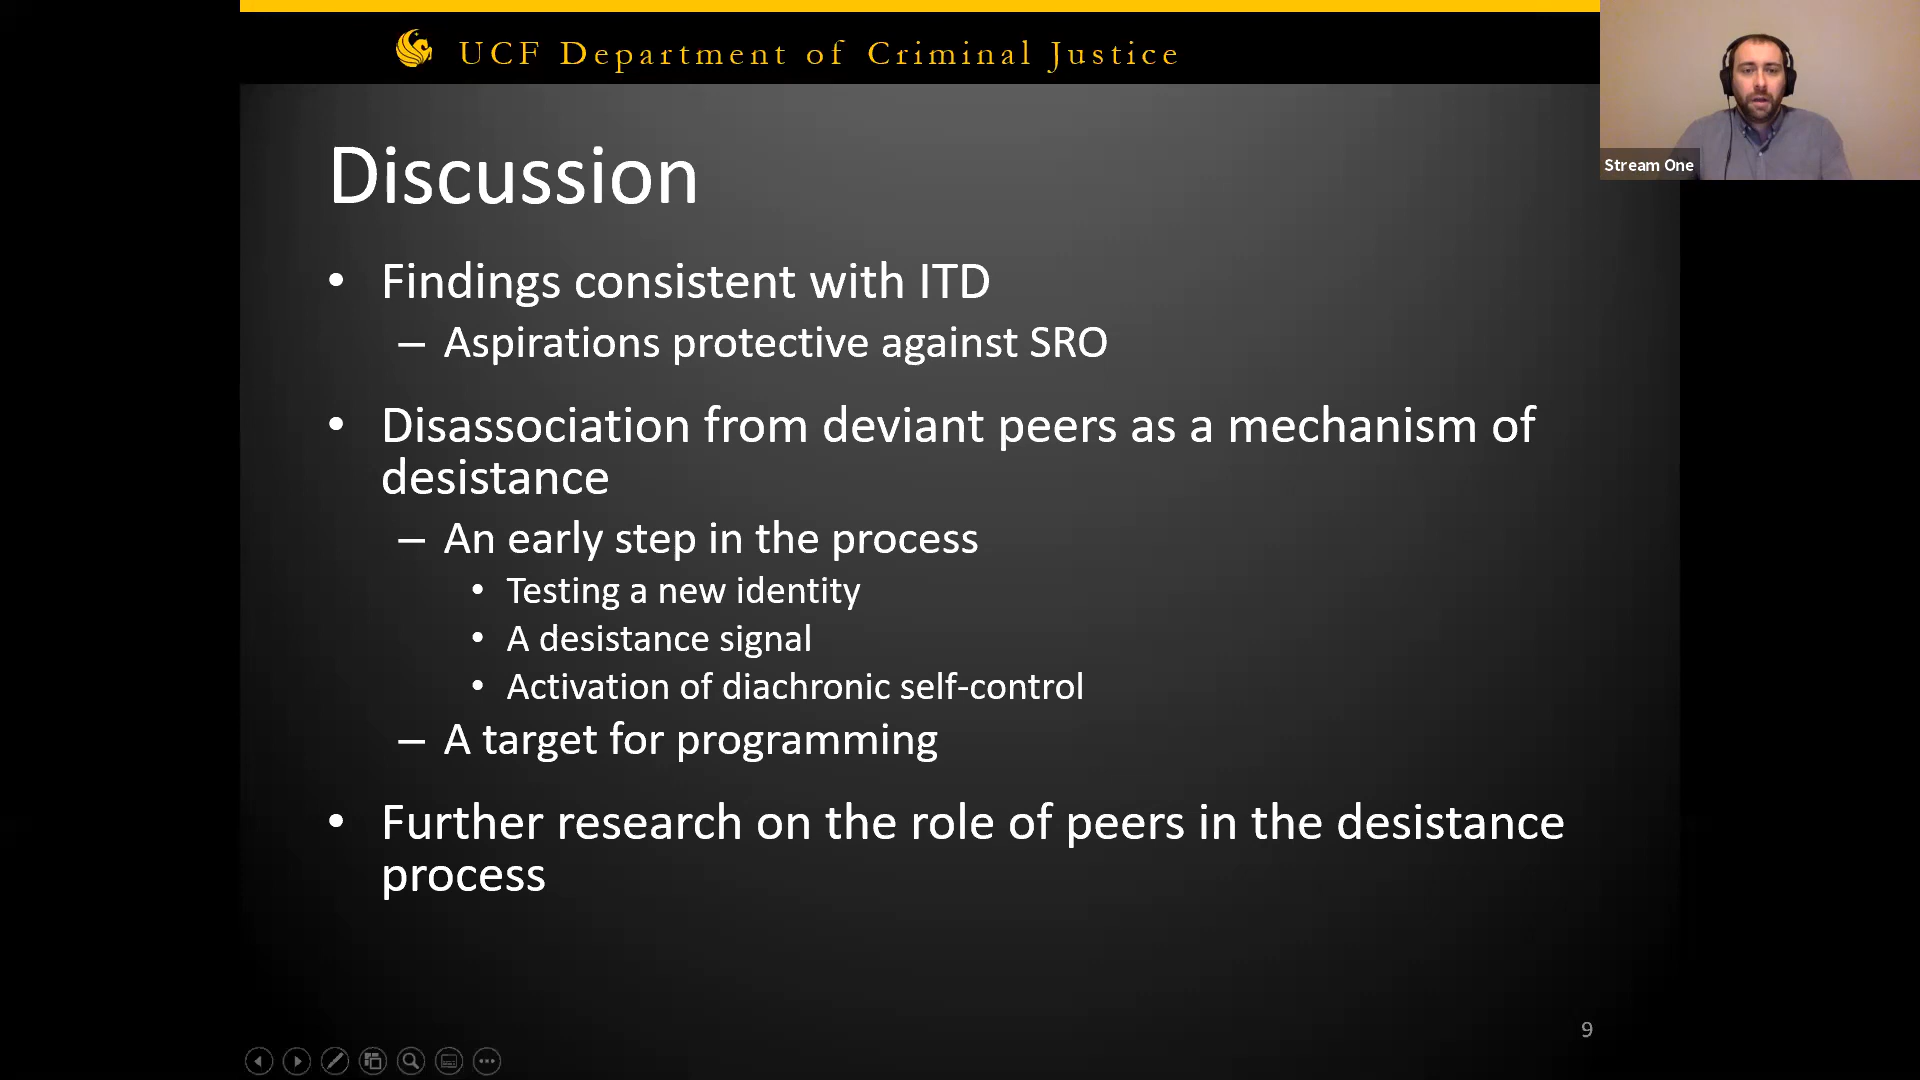 UCF Department of Criminal Justice
Stream One
Discussion
• Findings consistent with ITD
– Aspirations protective against SRO
• Disassociation from deviant peers as a mechanism of
desistance
– An early step in the process
• Testing a new identity
• A desistance signal
• Activation of diachronic self-control
– A target for programming
• Further research on the role of peers in the desistance
process
9